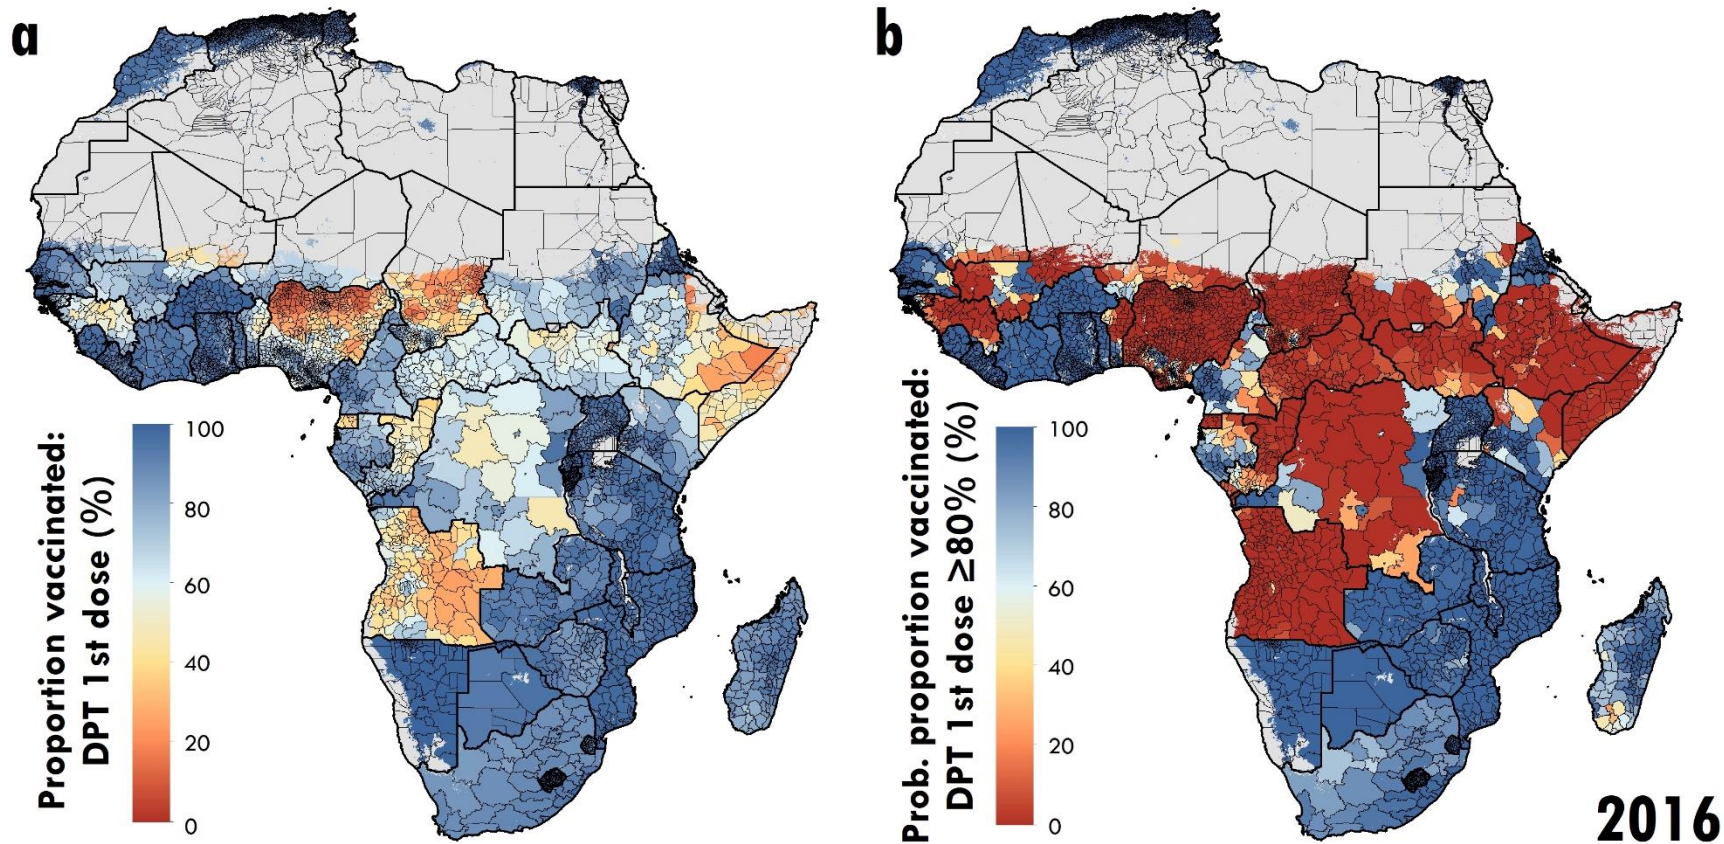 a
Proportion vaccinated:
DPT 1st dose (%)
100
80
60
40
20
0
b
Prob. proportion vaccinated:
DPT 1st dose ≥80% (%)
100
80
60
40
20
0
2016